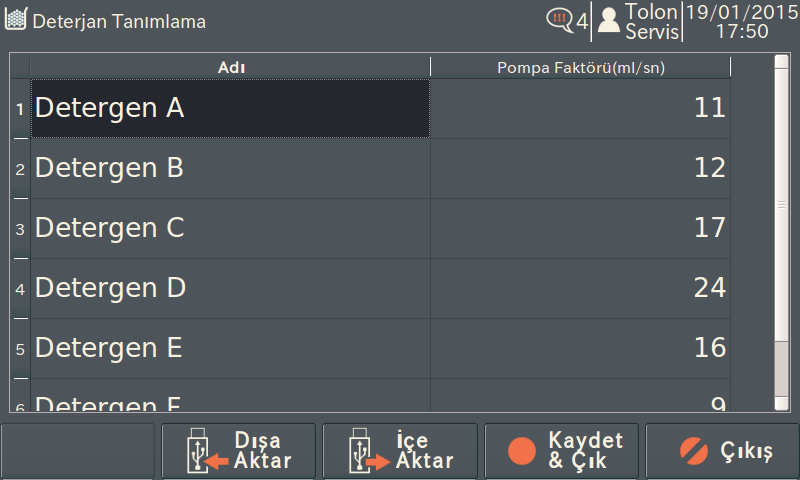 Deterjan Tanımlama
!!! 4
Tolon
Servis
19/01/2015
17:50
Adı Pompa Faktörü(ml/sn)
1 Detergen A 11
2 Detergen B 12
3 Detergen C 17
4 Detergen D 24
5 Detergen E 16
6 Detergen F 9
Dışa
Aktar
İçe
Aktar
Kaydet
& Çık
Çıkış